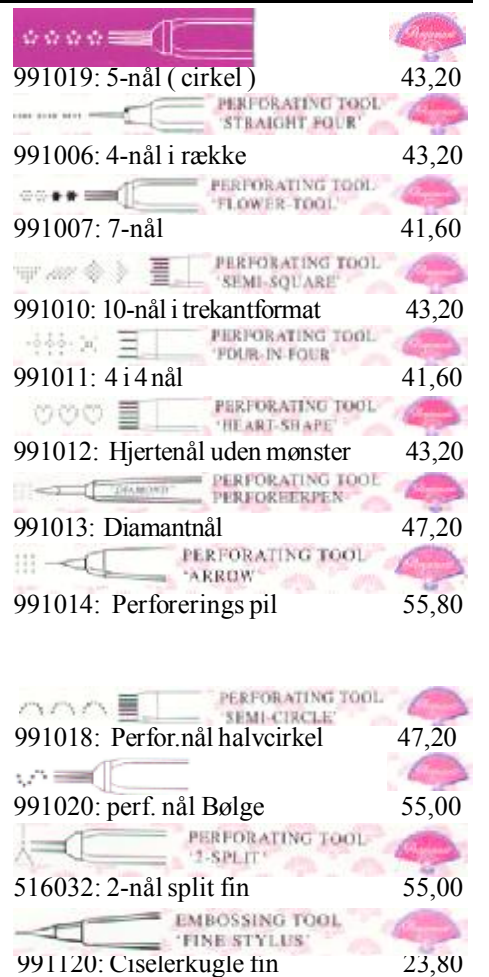 Pergamano
991019: 5-nål ( cirkel ) 43,20
PERFORATING TOOL
'STRAIGHT FOUR'
991006: 4-nål i række 43,20
PERFORATING TOOL
'FLOWER-TOOL'
991007: 7-nål 41,60
PERFORATING TOOL
'SEMI-SQUARE'
991010: 10-nål i trekantformat 43,20
PERFORATING TOOL
'FOUR-IN-FOUR'
991011: 4 i 4 nål 41,60
PERFORATING TOOL
'HEART-SHAPE'
991012: Hjertenål uden mønster 43,20
DIAMOND
PERFORATING TOOL
PERFOREERPEN
991013: Diamantnål 47,20
PERFORATING TOOL
'ARROW'
991014: Perforerings pil 55,80
PERFORATING TOOL
'SEMI-CIRCLE'
991018: Perfor.nål halvcirkel 47,20
991020: perf. nål Bølge 55,00
PERFORATING TOOL
'2-SPLIT'
516032: 2-nål split fin 55,00
EMBOSSING TOOL
'FINE STYLUS'
991120: Ciselerkugle fin 23,80